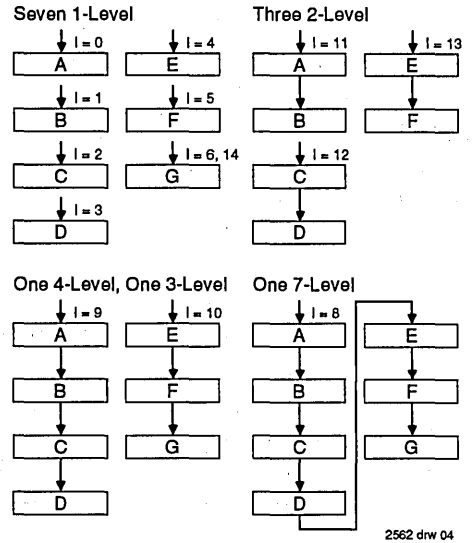 Seven 1-Level
I = 0
A
I = 1
B
I = 2
C
I = 3
D
I = 4
E
I = 5
F
I = 6, 14
G
Three 2-Level
I = 11
A
B
I = 12
C
D
I = 13
E
F
One 4-Level, One 3-Level
I = 9
A
B
C
D
I = 10
E
F
G
One 7-Level
I = 8
A
B
C
D
E
F
G
2562 drw 04